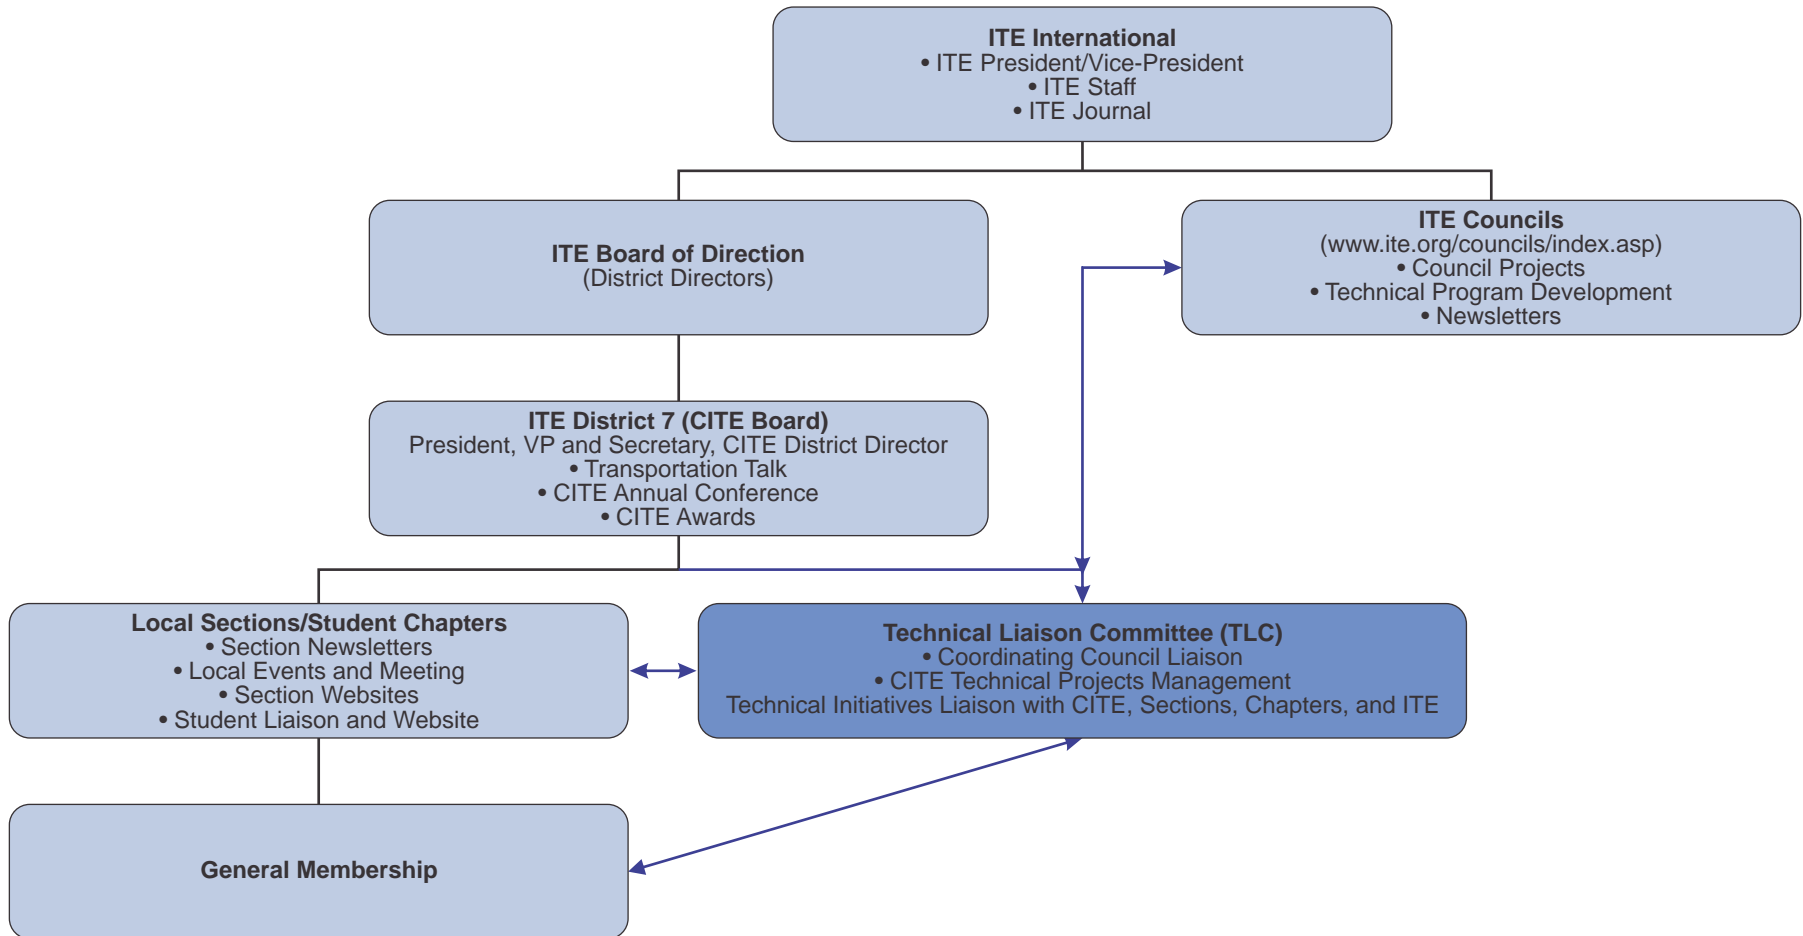 ITE International
• ITE President/Vice-President
• ITE Staff
• ITE Journal
ITE Board of Direction
(District Directors)
ITE Councils
(www.ite.org/councils/index.asp)
• Council Projects
• Technical Program Development
• Newsletters
ITE District 7 (CITE Board)
President, VP and Secretary, CITE District Director
• Transportation Talk
• CITE Annual Conference
• CITE Awards
Local Sections/Student Chapters
• Section Newsletters
• Local Events and Meeting
• Section Websites
• Student Liaison and Website
Technical Liaison Committee (TLC)
• Coordinating Council Liaison
• CITE Technical Projects Management
Technical Initiatives Liaison with CITE, Sections, Chapters, and ITE
General Membership